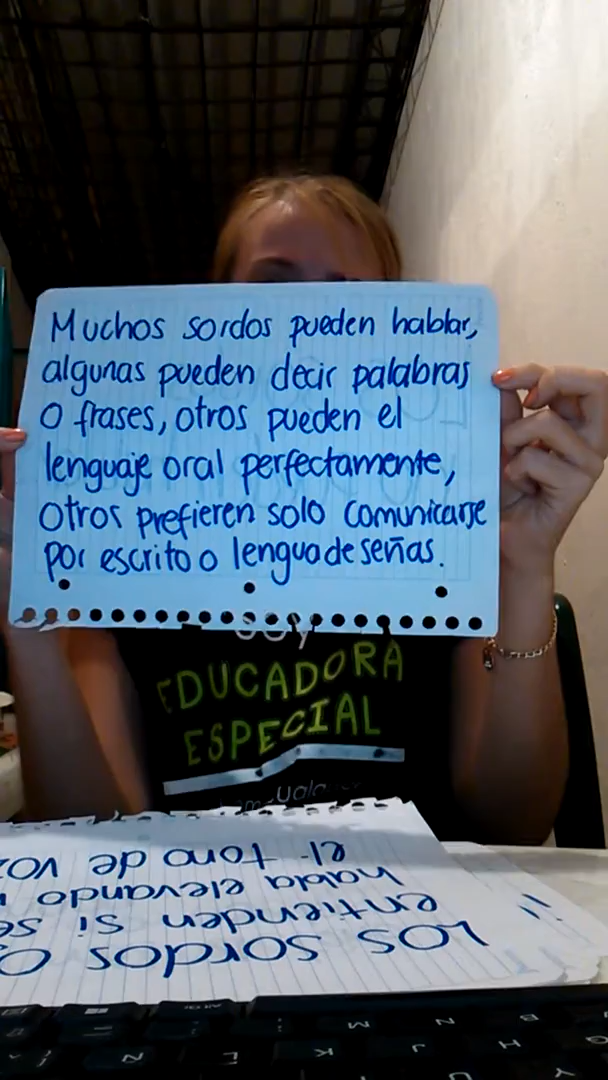 Muchos sordos pueden hablar,
algunas pueden decir palabras
o frases, otros pueden el
lenguaje oral perfectamente,
otros prefieren solo comunicarse
por escrito o lengua de señas.
soy
EDUCADORA
ESPECIAL
Los sordos
entienden si se
habla elevando
el tono de voz